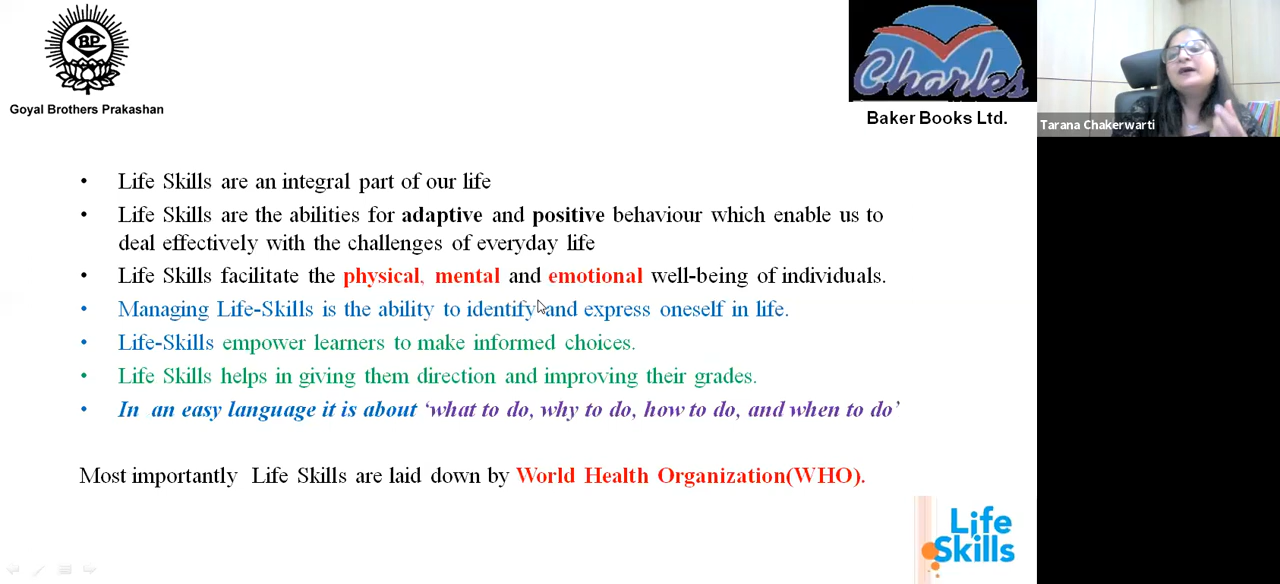 BP
Goyal Brothers Prakashan
Charles
Baker Books Ltd.
Tarana Chakerwarti
• Life Skills are an integral part of our life
• Life Skills are the abilities for adaptive and positive behaviour which enable us to
deal effectively with the challenges of everyday life
• Life Skills facilitate the physical, mental and emotional well-being of individuals.
• Managing Life-Skills is the ability to identify and express oneself in life.
• Life-Skills empower learners to make informed choices.
• Life Skills helps in giving them direction and improving their grades.
• In an easy language it is about ‘what to do, why to do, how to do, and when to do’
Most importantly Life Skills are laid down by World Health Organization(WHO).
Life
Skills